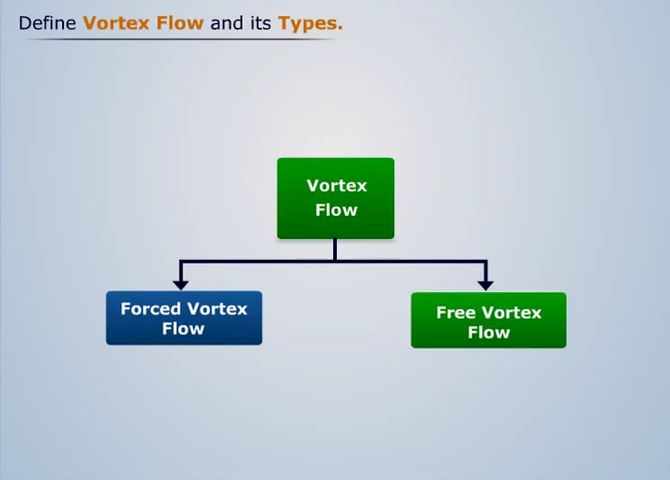 Define Vortex Flow and its Types.
Vortex
Flow
Forced Vortex
Flow
Free Vortex
Flow